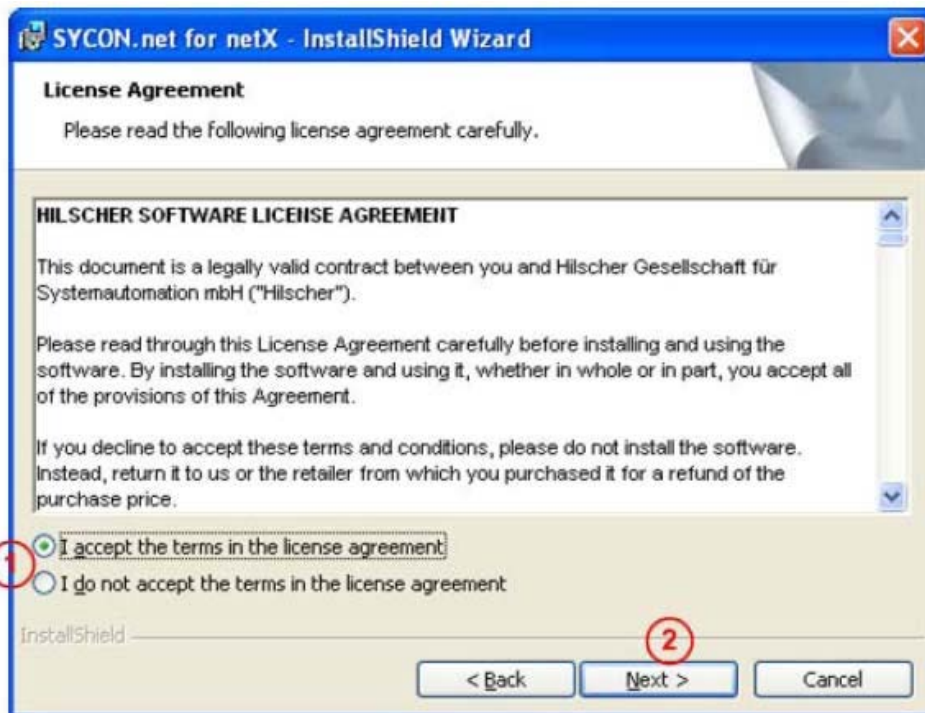 SYCON.net for netX - InstallShield Wizard
License Agreement
Please read the following license agreement carefully.
HILSCHER SOFTWARE LICENSE AGREEMENT
This document is a legally valid contract between you and Hilscher Gesellschaft für
Systemautomation mbH ("Hilscher").
Please read through this License Agreement carefully before installing and using the
software. By installing the software and using it, whether in whole or in part, you accept all
of the provisions of this Agreement.
If you decline to accept these terms and conditions, please do not install the software.
Instead, return it to us or the retailer from which you purchased it for a refund of the
purchase price.
I accept the terms in the license agreement
1
I do not accept the terms in the license agreement
InstallShield
2
< Back
Next >
Cancel